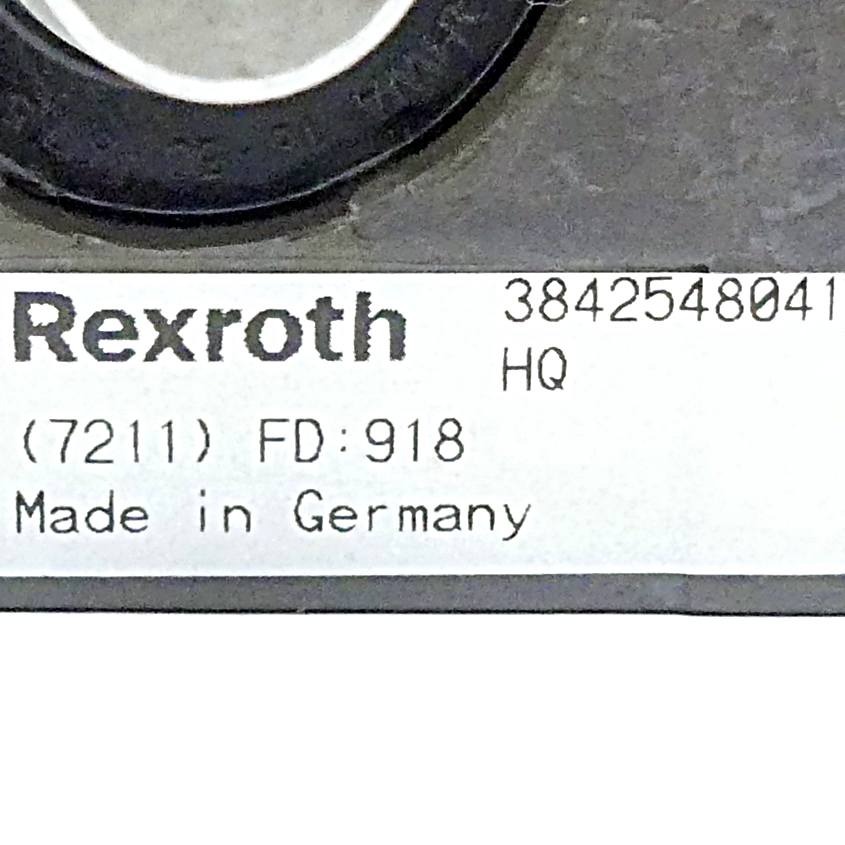 Rexroth
3842548041
HQ
(7211) FD:918
Made in Germany